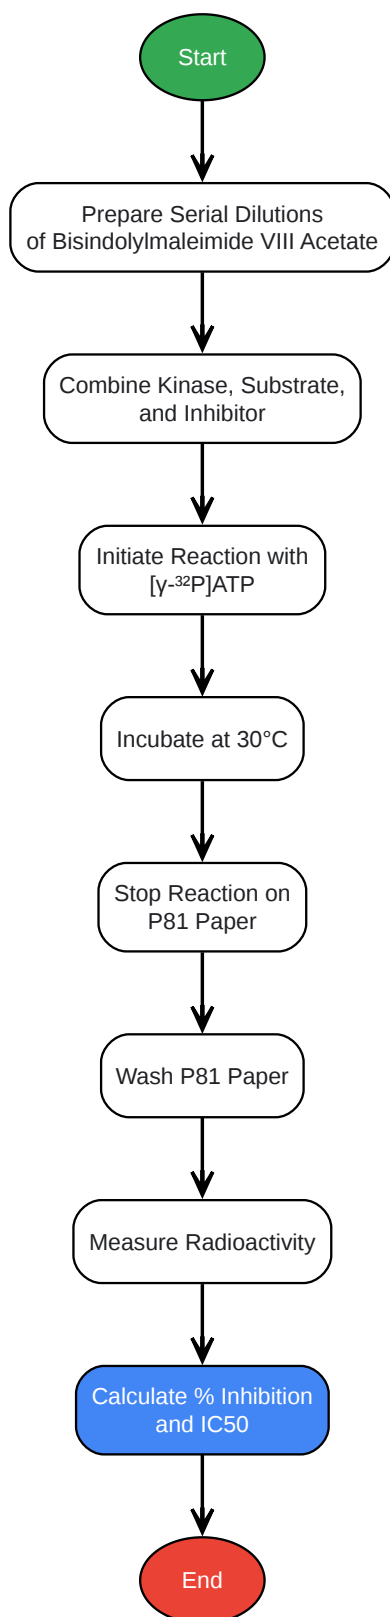 Start
Prepare Serial Dilutions
of Bisindolylmaleimide VIII Acetate
Combine Kinase, Substrate,
and Inhibitor
Initiate Reaction with
[γ-³²P]ATP
Incubate at 30°C
Stop Reaction on
P81 Paper
Wash P81 Paper
Measure Radioactivity
Calculate % Inhibition
and IC50
End